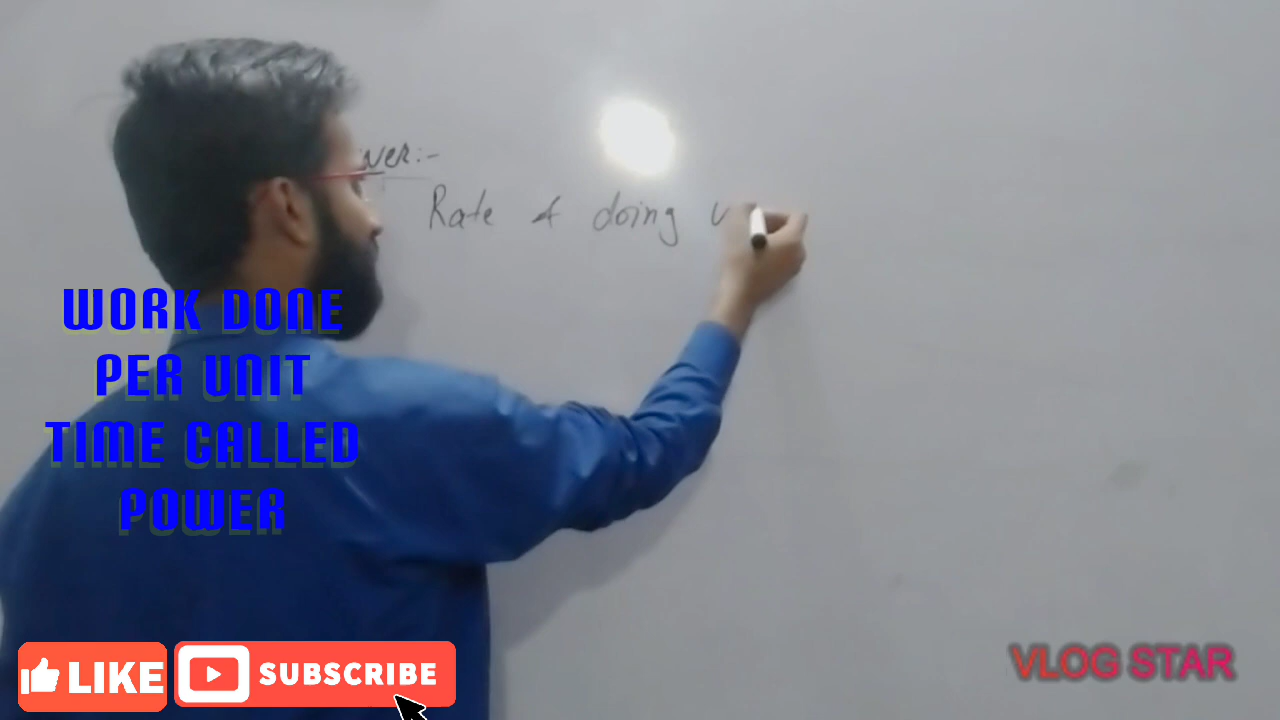 wer:-
Rate of doing
WORK DONE
PER UNIT
TIME CALLED
POWER
LIKE
SUBSCRIBE
VLOG STAR